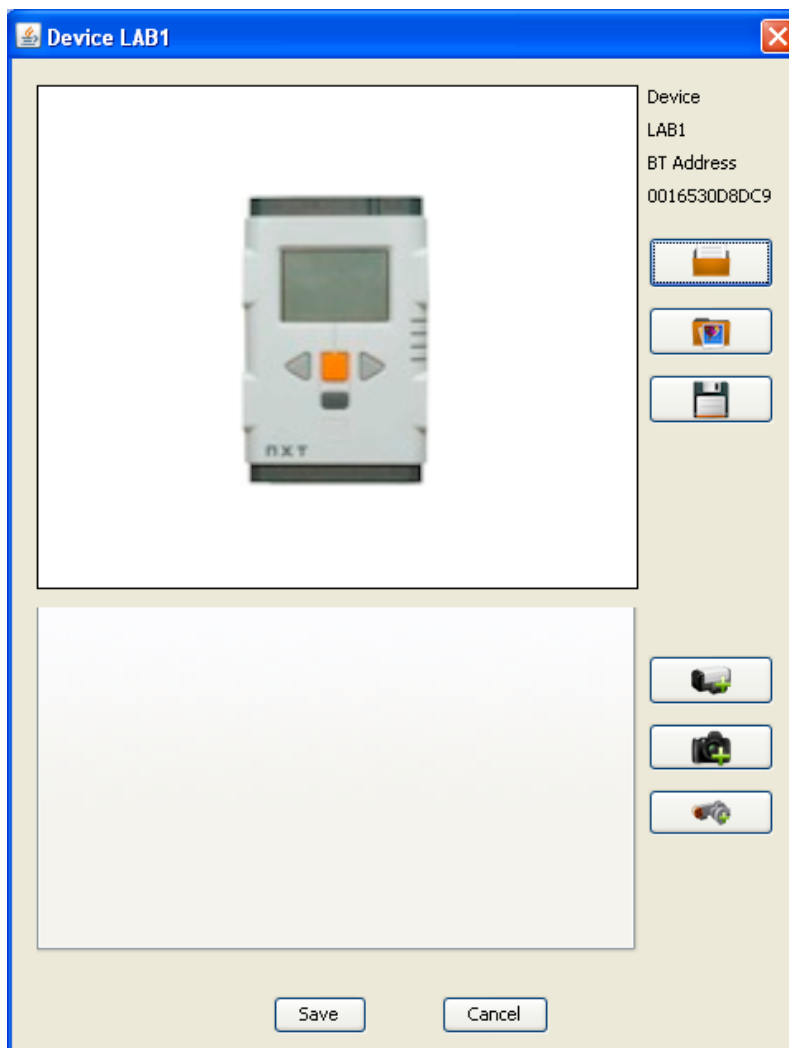 Device LAB1
Device
LAB1
BT Address
0016530D8DC9
nXT
Save
Cancel